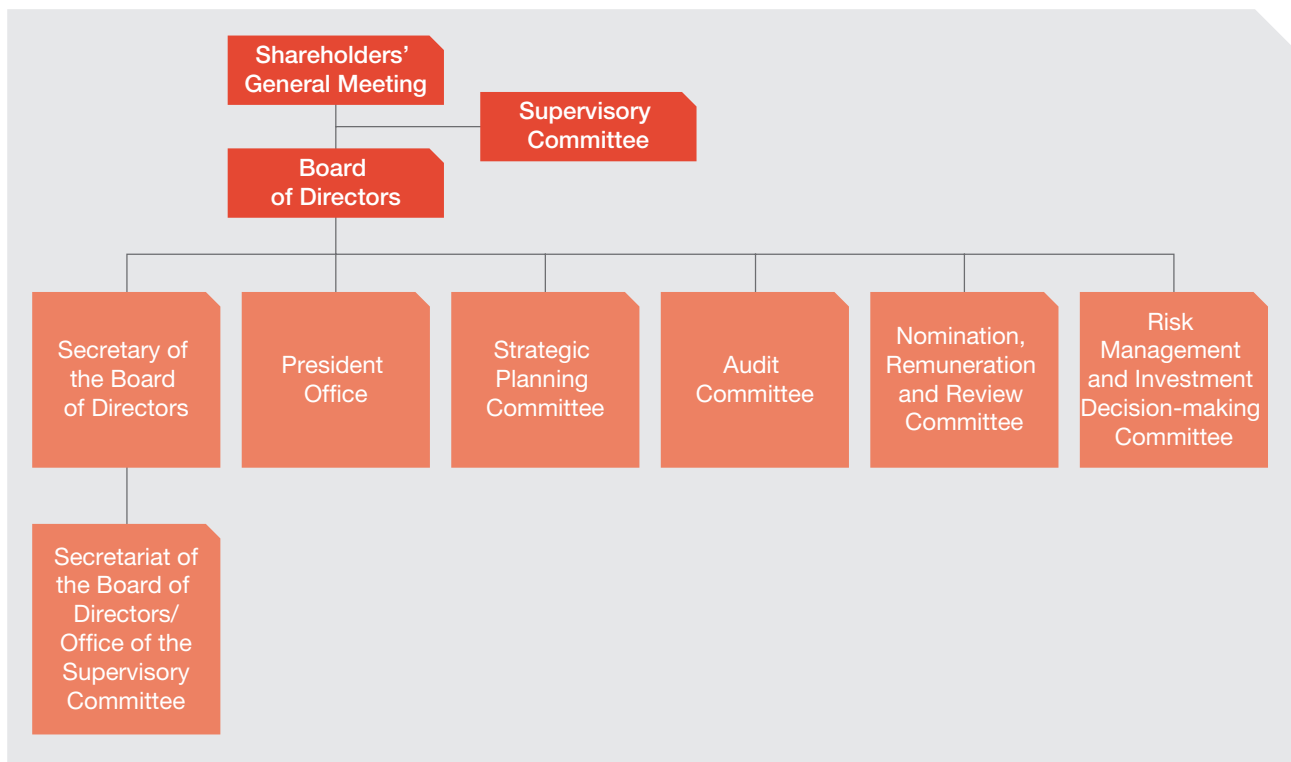 Shareholders’
General Meeting
Supervisory
Committee
Board
of Directors
Secretary of
the Board
of Directors
President
Office
Strategic
Planning
Committee
Audit
Committee
Nomination,
Remuneration
and Review
Committee
Risk
Management
and Investment
Decision-making
Committee
Secretariat of
the Board of
Directors/
Office of the
Supervisory
Committee